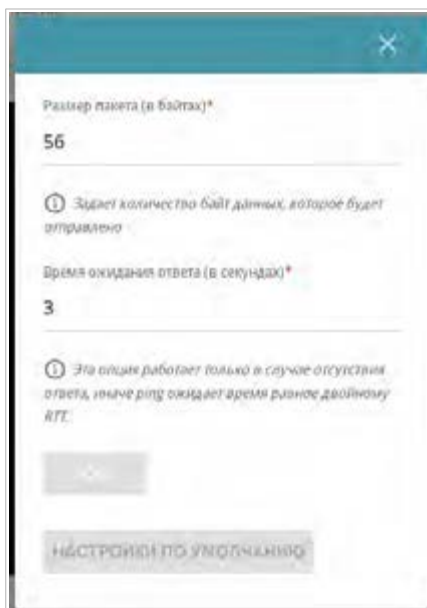 Размер пакета (в байтах)*
56
Задает количество байт данных, которое будет
отправлено
Время ожидания ответа (в секундах)*
3
Эта опция работает только в случае отсутствия
ответа, иначе ping ожидает время равное двойному
RTT.
НАСТРОЙКИ ПО УМОЛЧАНИЮ